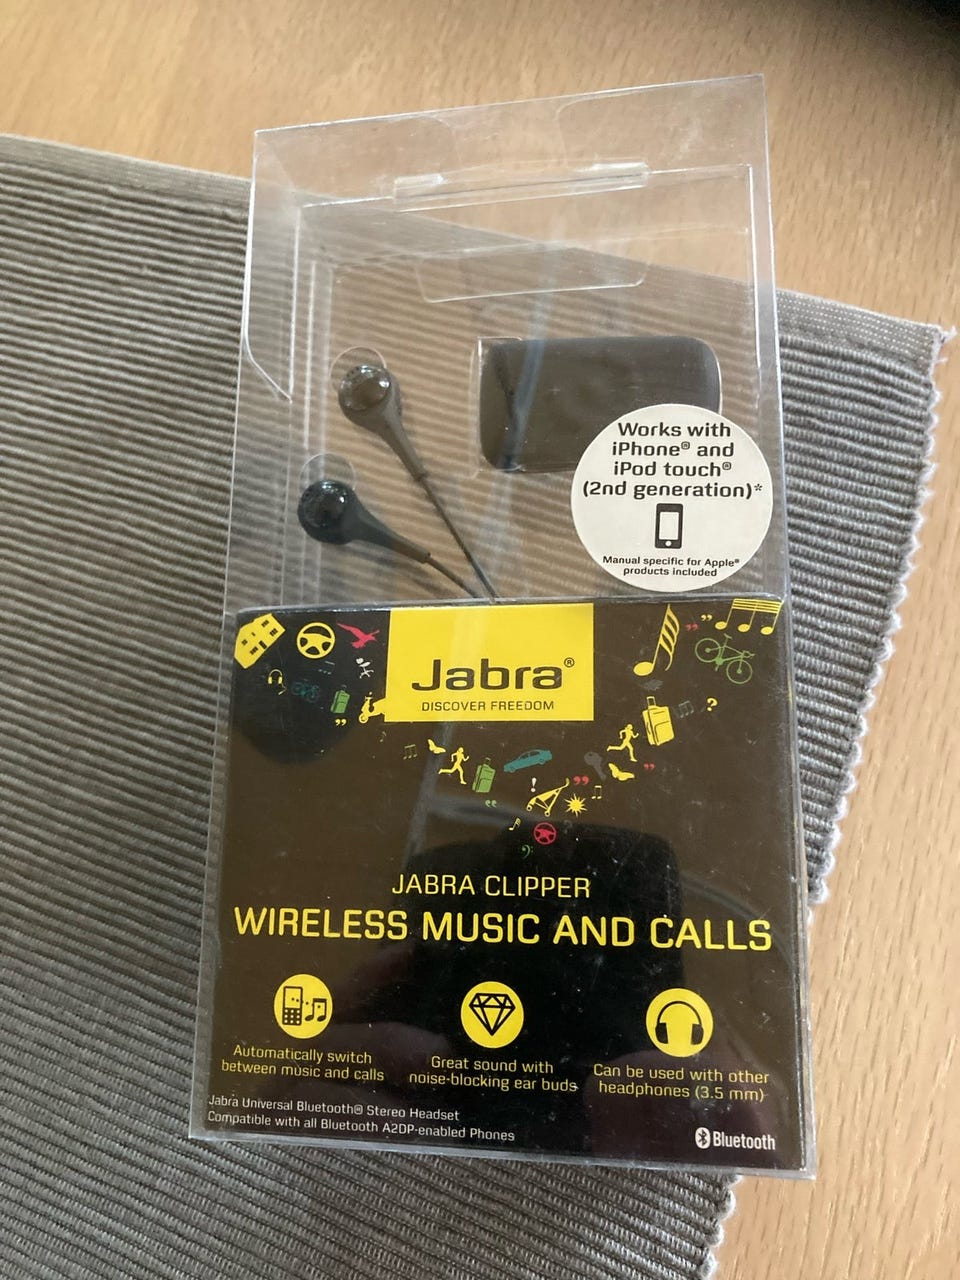 Works with
iPhone® and
iPod touch®
(2nd generation)*
Manual specific for Apple®
products included
Jabra®
DISCOVER FREEDOM
JABRA CLIPPER
WIRELESS MUSIC AND CALLS
Automatically switch
between music and calls
Great sound with
noise-blocking ear buds
Can be used with other
headphones (3.5 mm)
Jabra Universal Bluetooth® Stereo Headset
Compatible with all Bluetooth A2DP-enabled Phones
Bluetooth